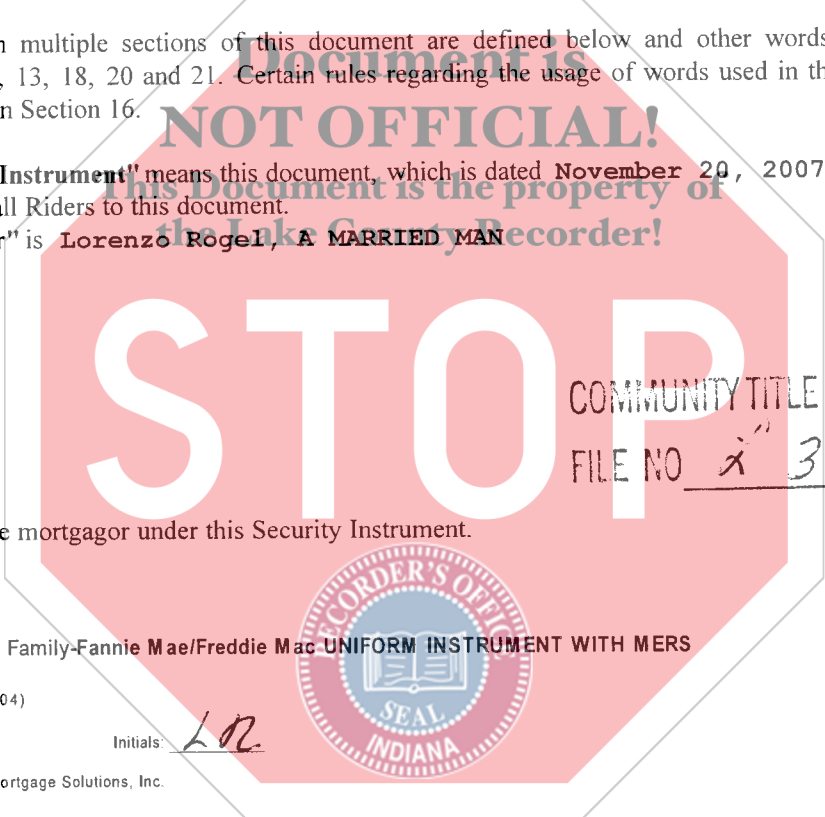 multiple sections of this document are defined below and other words
, 13, 18, 20 and 21. Certain rules regarding the usage of words used in th
n Section 16.
Document is
NOT OFFICIAL!
This Document is the property of
the Lake County Recorder!
Instrument" means this document, which is dated November 20, 2007
all Riders to this document.
r" is Lorenzo Rogel, A MARRIED MAN
STOP
COMMUNITY TITLE
FILE NO 3
e mortgagor under this Security Instrument.
RECORDER'S OFFICE
SEAL
INDIANA
Family-Fannie Mae/Freddie Mac UNIFORM INSTRUMENT WITH MERS
04)
Initials: LR
ortgage Solutions, Inc.